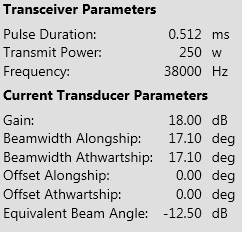 Transceiver Parameters
Pulse Duration: 0.512 ms
Transmit Power: 250 w
Frequency: 38000 Hz
Current Transducer Parameters
Gain: 18.00 dB
Beamwidth Alongship: 17.10 deg
Beamwidth Athwartship: 17.10 deg
Offset Alongship: 0.00 deg
Offset Athwartship: 0.00 deg
Equivalent Beam Angle: -12.50 dB